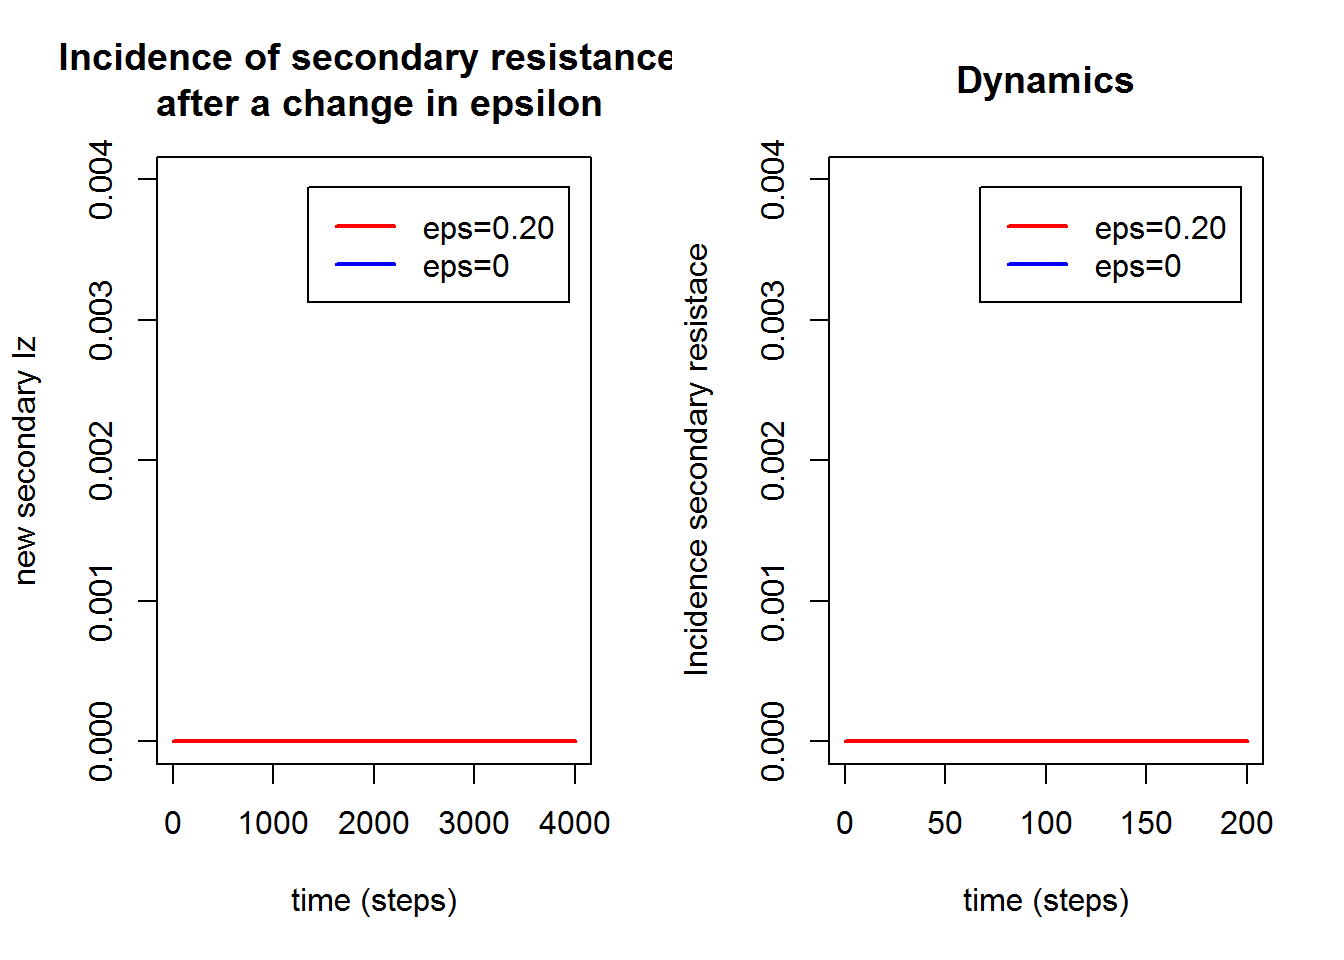 Incidence of secondary resistance
after a change in epsilon
new secondary Iz
0.004
0.003
0.002
0.001
0.000
eps=0.20
eps=0
0 1000 2000 3000 4000
time (steps)
Dynamics
Incidence secondary resistace
0.004
0.003
0.002
0.001
0.000
eps=0.20
eps=0
0 50 100 150 200
time (steps)